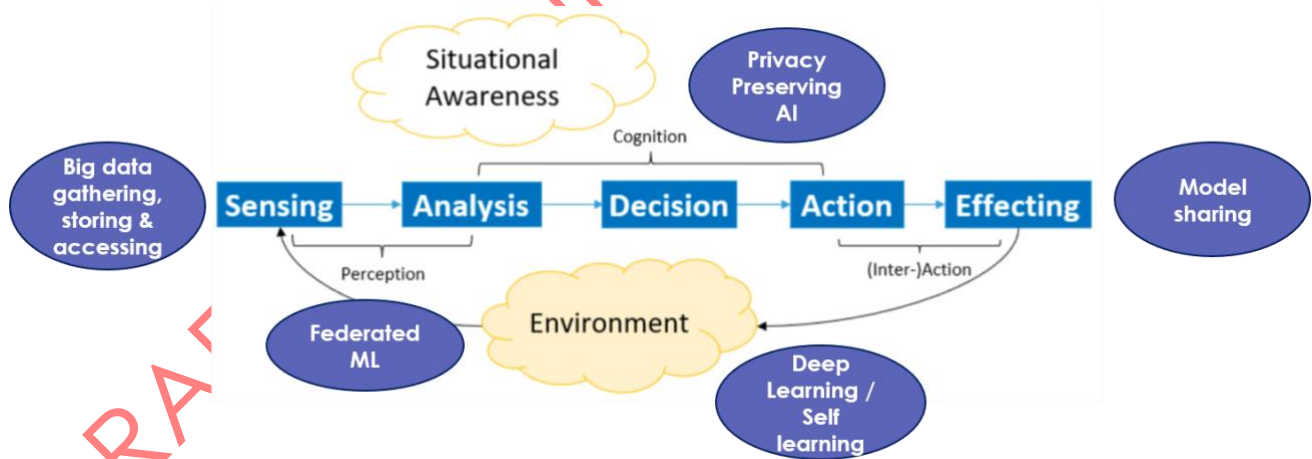 Situational
Awareness
Privacy
Preserving
AI
Cognition
Big data
gathering,
storing &
accessing
Sensing
Analysis
Decision
Action
Effecting
Model
sharing
Perception
(Inter-)Action
Federated
ML
Environment
Deep
Learning /
Self
learning